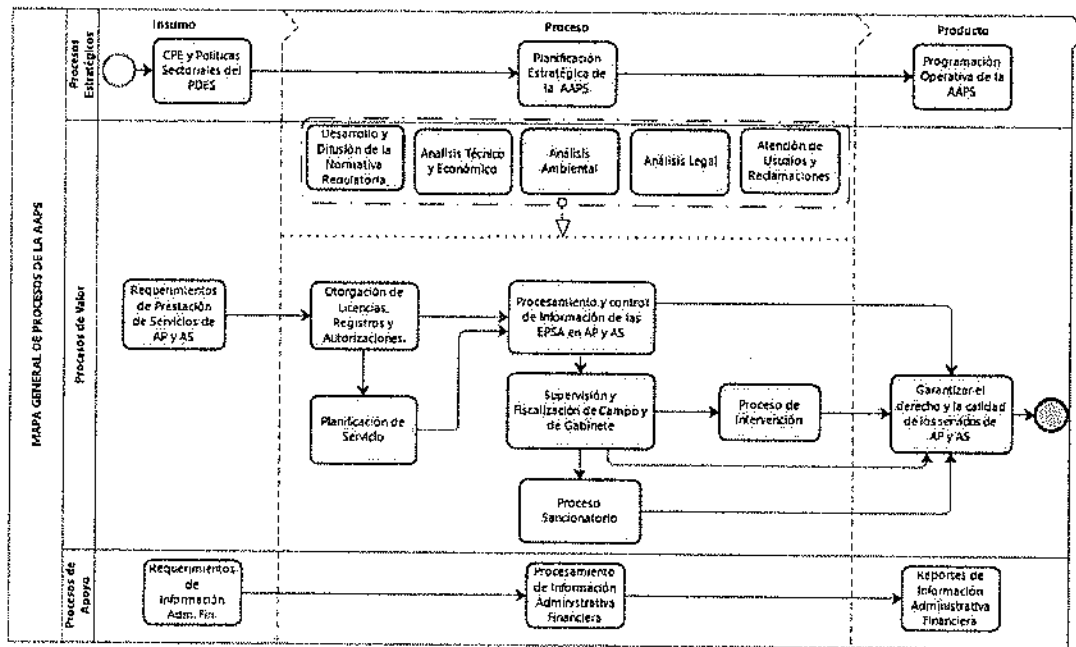 MAPA GENERAL DE PROCESOS DE LA AAPS
Insumo
Proceso
Producto
Procesos
Estratégicos
CPE y Políticas
Sectoriales del
PDES
Planificación
Estratégica de
la AAPS
Programación
Operativa de la
AAPS
Procesos de Valor
Desarrollo y
Difusión de la
Normativa
Regulatoria
Analisis Técnico
y Económico
Análisis
Ambiental
Análisis Legal
Atención de
Usuarios y
Reclamaciones
Requerimientos
de Prestación
de Servicios de
AP y AS
Otorgación de
Licencias,
Registros y
Autorizaciones.
Procesamiento y control
de Información de las
EPSA en AP y AS
Planificación de
Servicio
Supervisión y
Fiscalización de Campo y
de Gabinete
Proceso de
Intervención
Garantizar el
derecho y la calidad
de los servicios de
AP y AS
Proceso
Sancionatorio
Procesos de
Apoyo
Requerimientos
de
Información
Adm. Fin.
Procesamiento
de Información
Administrativa
Financiera
Reportes de
Información
Administrativa
Financiera